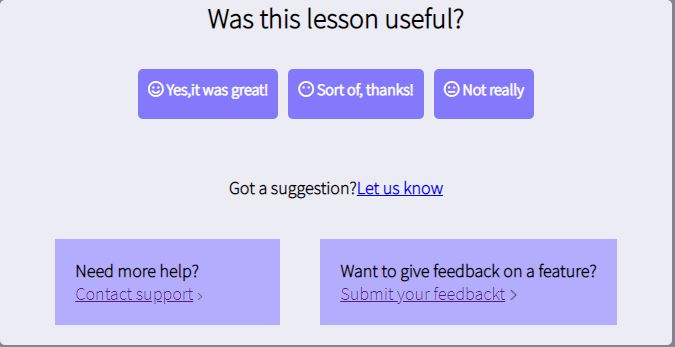 Was this lesson useful?
Yes,it was great! Sort of, thanks! Not really
Got a suggestion?Let us know
Need more help?
Contact support ›
Want to give feedback on a feature?
Submit your feedbackt ›